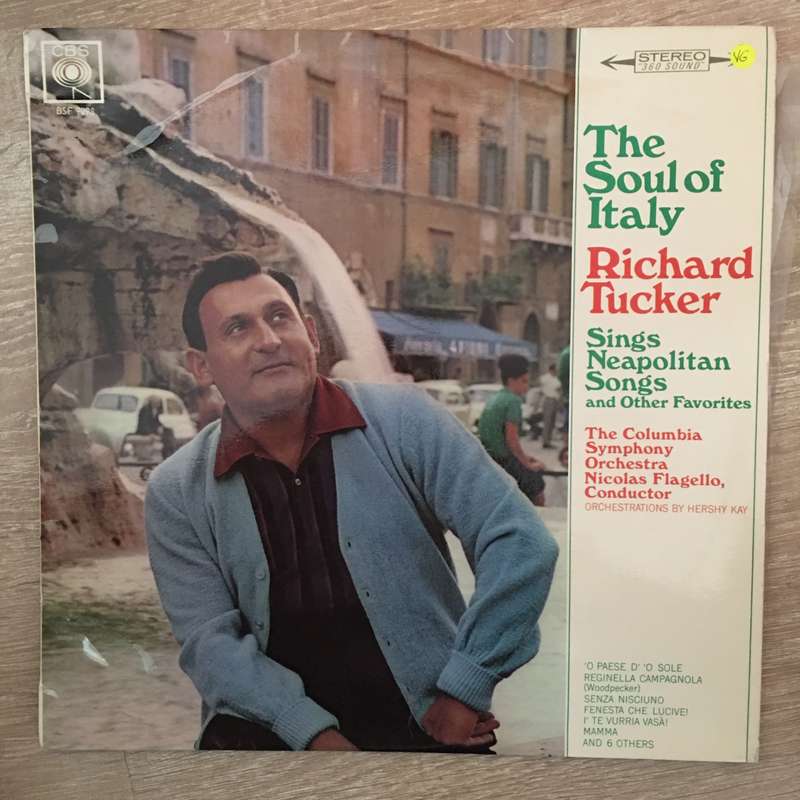 CBS
STEREO
"360 SOUND"
VG
The
Soul of
Italy
Richard
Tucker
Sings
Neapolitan
Songs
and Other Favorites
The Columbia
Symphony
Orchestra
Nicolas Flagello,
Conductor
ORCHESTRATIONS BY HERSHY KAY
'O PAESE D' 'O SOLE
REGINELLA CAMPAGNOLA
(Woodpecker)
SENZA NISCIUNO
FENESTA CHE LUCIVE!
I' TE VURRIA VASÀ!
MAMMA
AND 6 OTHERS